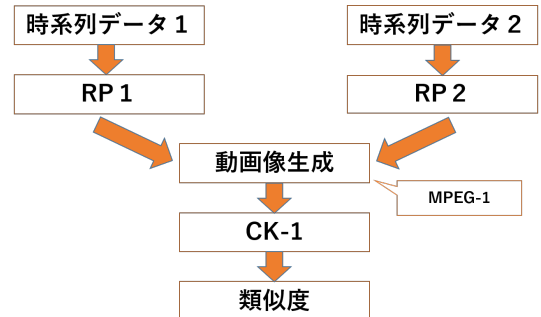 時系列データ１
時系列データ２
RP１
RP２
動画像生成
MPEG-1
CK-1
類似度